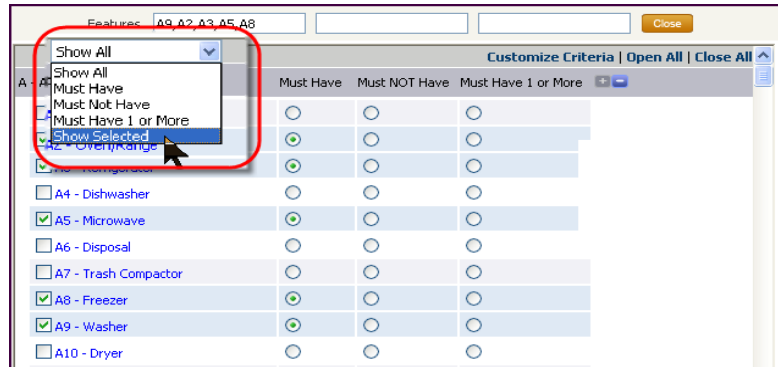 Features A9,A2,A3,A5,A8 Close
Show All
Customize Criteria | Open All | Close All
Show All
Must Have
Must Not Have
Must Have 1 or More
Show Selected
A - Must Have Must NOT Have Must Have 1 or More
A2 - Oven/Range
A3 - Refrigerator
A4 - Dishwasher
A5 - Microwave
A6 - Disposal
A7 - Trash Compactor
A8 - Freezer
A9 - Washer
A10 - Dryer